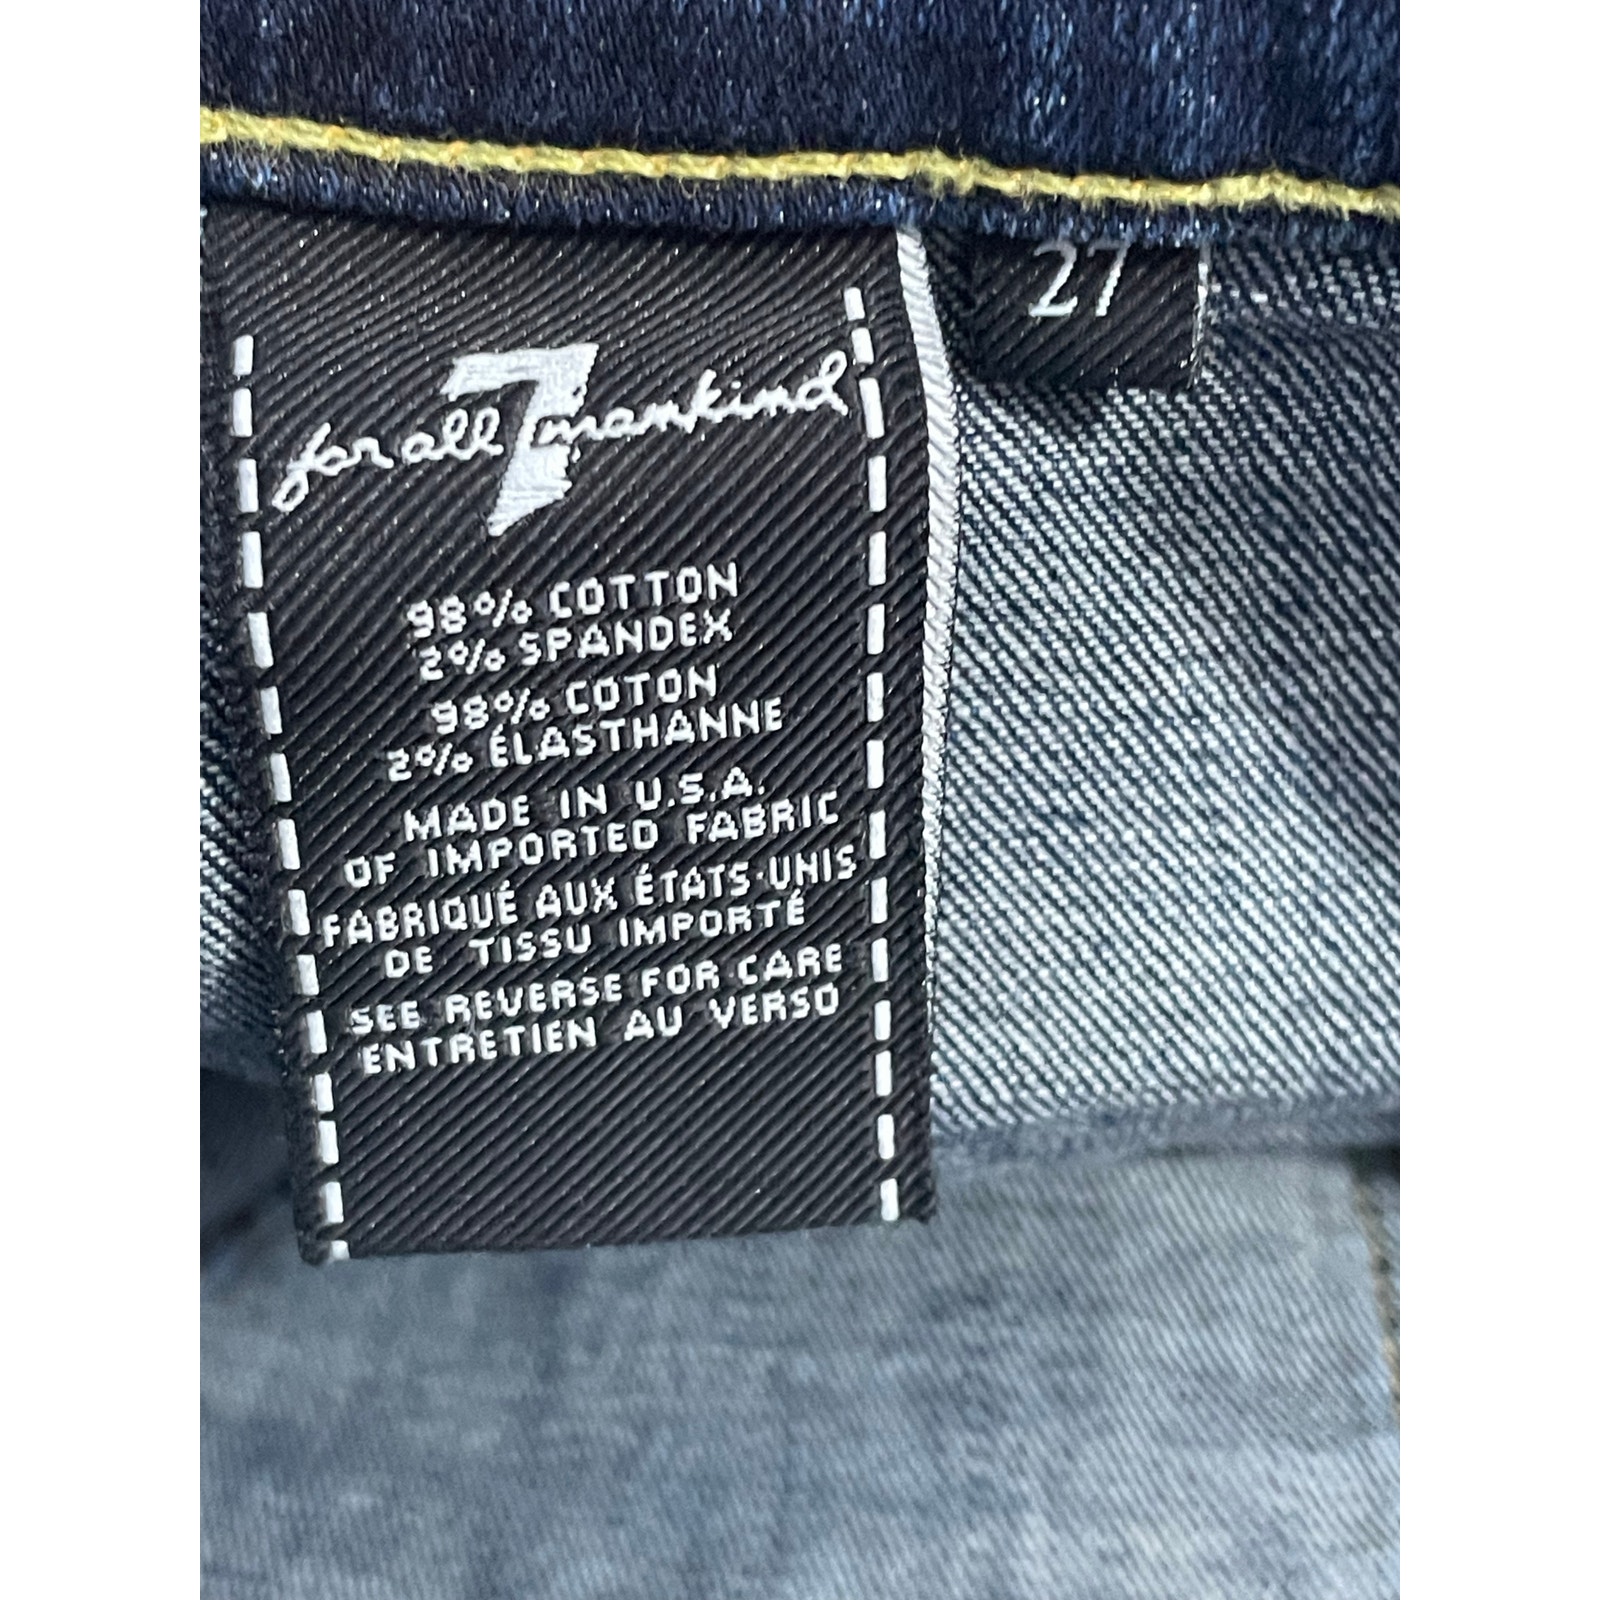 27
for all 7 mankind
98% COTTON
2% SPANDEX
98% COTON
2% ÉLASTHANNE
MADE IN U.S.A.
OF IMPORTED FABRIC
FABRIQUÉ AUX ÉTATS-UNIS
DE TISSU IMPORTÉ
SEE REVERSE FOR CARE
ENTRETIEN AU VERSO